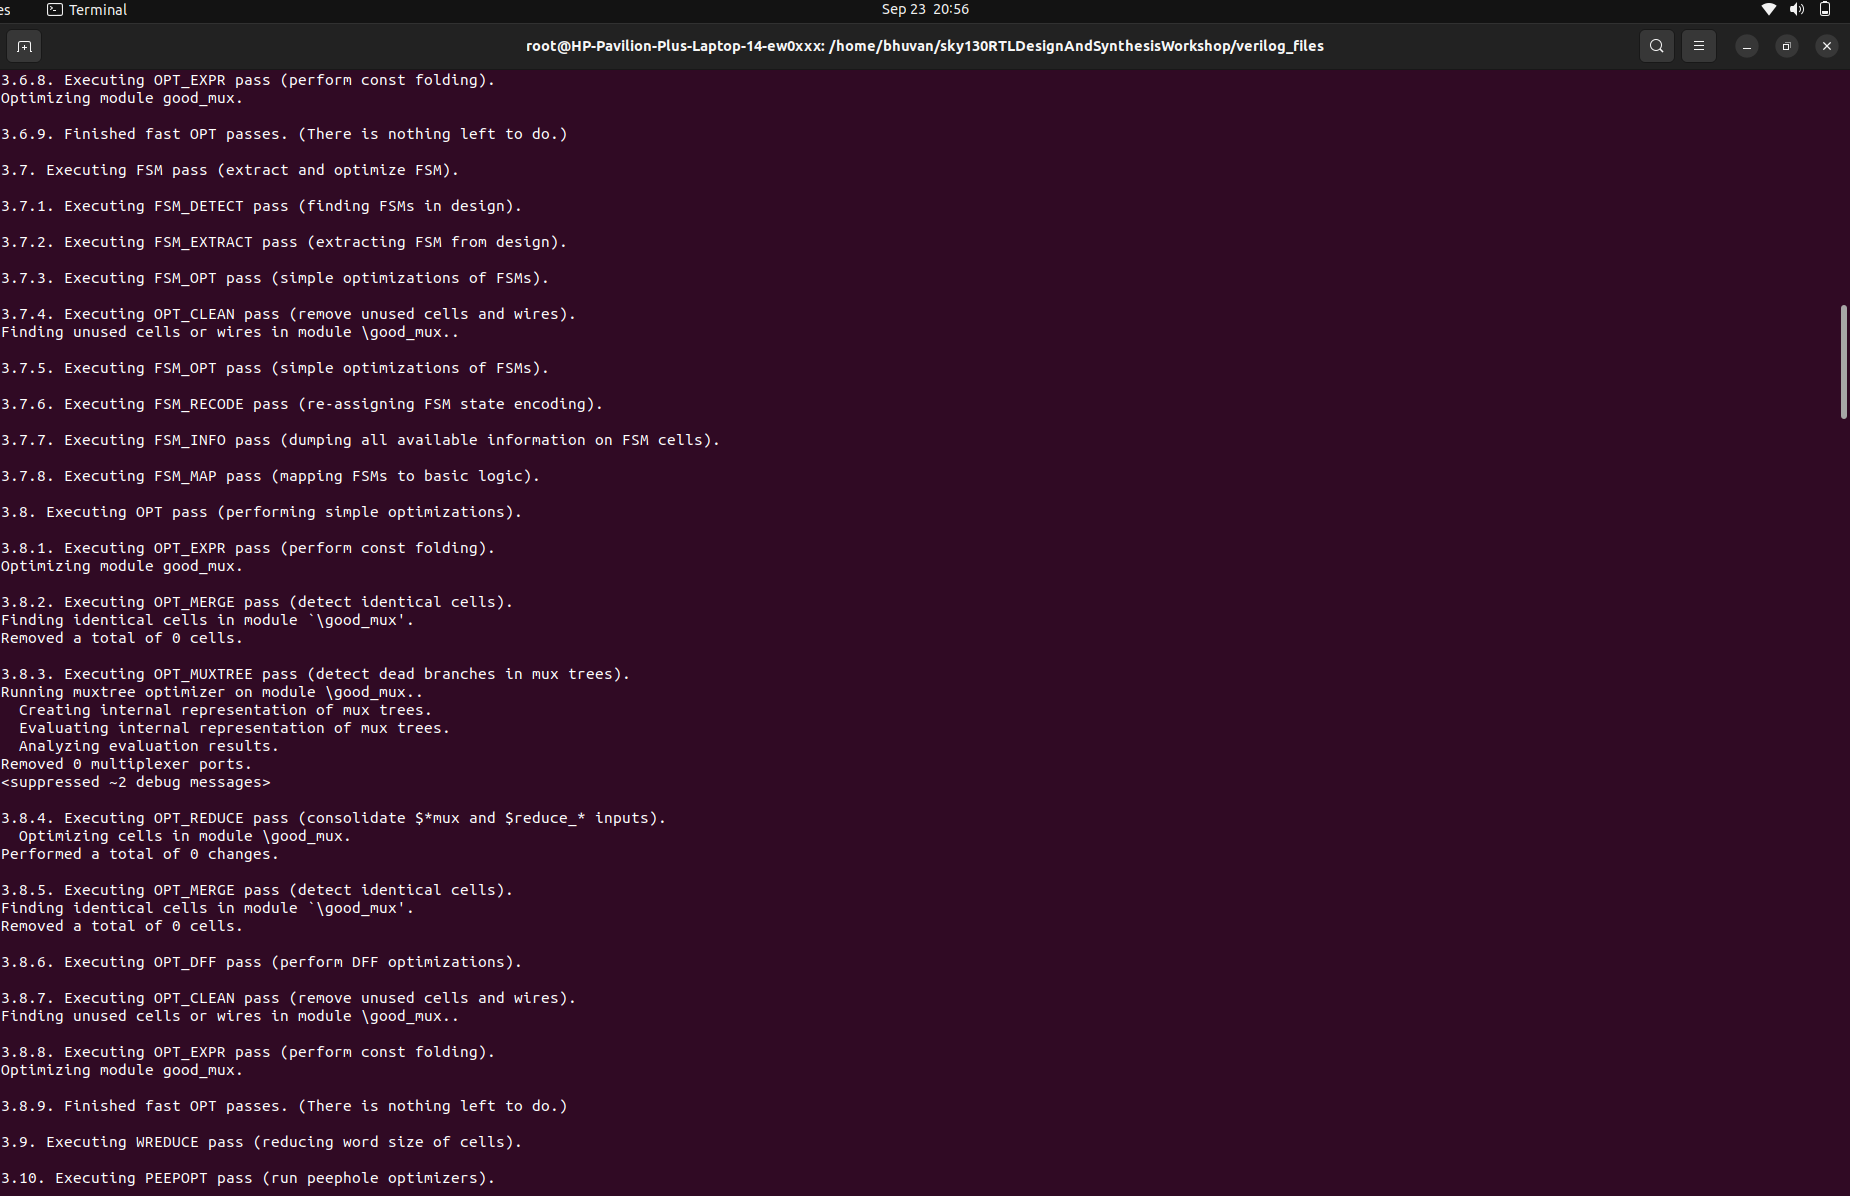 es Terminal Sep 23 20:56
root@HP-Pavilion-Plus-Laptop-14-ew0xxx: /home/bhuvan/sky130RTLDesignAndSynthesisWorkshop/verilog_files
3.6.8. Executing OPT_EXPR pass (perform const folding).
Optimizing module good_mux.
3.6.9. Finished fast OPT passes. (There is nothing left to do.)
3.7. Executing FSM pass (extract and optimize FSM).
3.7.1. Executing FSM_DETECT pass (finding FSMs in design).
3.7.2. Executing FSM_EXTRACT pass (extracting FSM from design).
3.7.3. Executing FSM_OPT pass (simple optimizations of FSMs).
3.7.4. Executing OPT_CLEAN pass (remove unused cells and wires).
Finding unused cells or wires in module \good_mux..
3.7.5. Executing FSM_OPT pass (simple optimizations of FSMs).
3.7.6. Executing FSM_RECODE pass (re-assigning FSM state encoding).
3.7.7. Executing FSM_INFO pass (dumping all available information on FSM cells).
3.7.8. Executing FSM_MAP pass (mapping FSMs to basic logic).
3.8. Executing OPT pass (performing simple optimizations).
3.8.1. Executing OPT_EXPR pass (perform const folding).
Optimizing module good_mux.
3.8.2. Executing OPT_MERGE pass (detect identical cells).
Finding identical cells in module `\good_mux'.
Removed a total of 0 cells.
3.8.3. Executing OPT_MUXTREE pass (detect dead branches in mux trees).
Running muxtree optimizer on module \good_mux..
  Creating internal representation of mux trees.
  Evaluating internal representation of mux trees.
  Analyzing evaluation results.
Removed 0 multiplexer ports.
<suppressed ~2 debug messages>
3.8.4. Executing OPT_REDUCE pass (consolidate $*mux and $reduce_* inputs).
  Optimizing cells in module \good_mux.
Performed a total of 0 changes.
3.8.5. Executing OPT_MERGE pass (detect identical cells).
Finding identical cells in module `\good_mux'.
Removed a total of 0 cells.
3.8.6. Executing OPT_DFF pass (perform DFF optimizations).
3.8.7. Executing OPT_CLEAN pass (remove unused cells and wires).
Finding unused cells or wires in module \good_mux..
3.8.8. Executing OPT_EXPR pass (perform const folding).
Optimizing module good_mux.
3.8.9. Finished fast OPT passes. (There is nothing left to do.)
3.9. Executing WREDUCE pass (reducing word size of cells).
3.10. Executing PEEPOPT pass (run peephole optimizers).